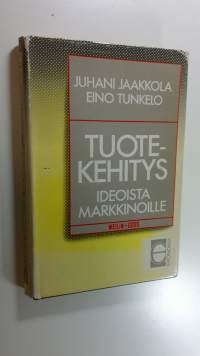 JUHANI JAAKKOLA
EINO TUNKELO
TUOTE-
KEHITYS
IDEOISTA
MARKKINOILLE